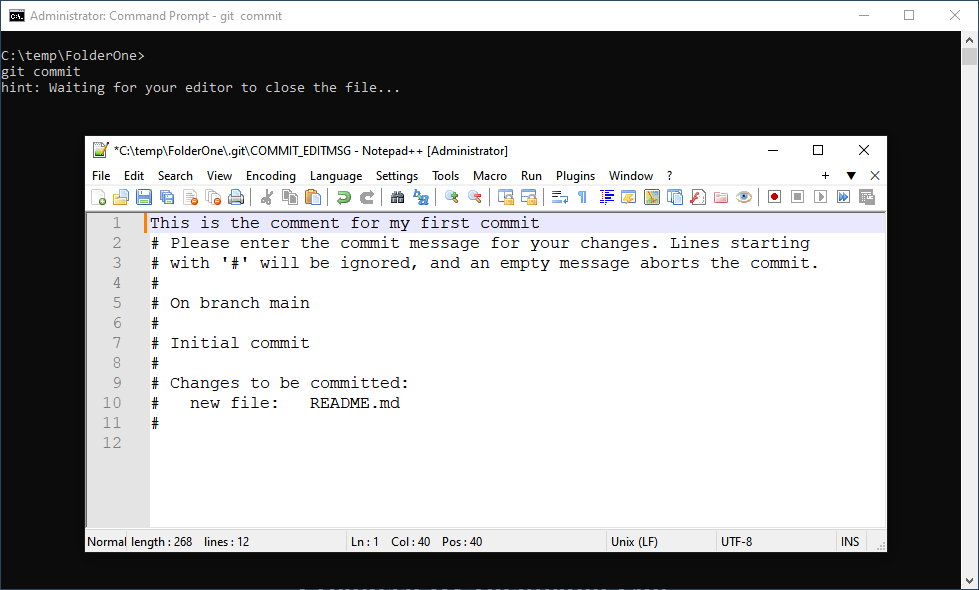 Administrator: Command Prompt - git  commit
C:\temp\FolderOne>
git commit
hint: Waiting for your editor to close the file...
*C:\temp\FolderOne\.git\COMMIT_EDITMSG - Notepad++ [Administrator]
File Edit Search View Encoding Language Settings Tools Macro Run Plugins Window ? + ▼ X
1 This is the comment for my first commit
2 # Please enter the commit message for your changes. Lines starting
3 # with '#' will be ignored, and an empty message aborts the commit.
4 #
5 # On branch main
6 #
7 # Initial commit
8 #
9 # Changes to be committed:
10 #   new file:   README.md
11 #
12
Normal length : 268 lines : 12 Ln : 1 Col : 40 Pos : 40 Unix (LF) UTF-8 INS